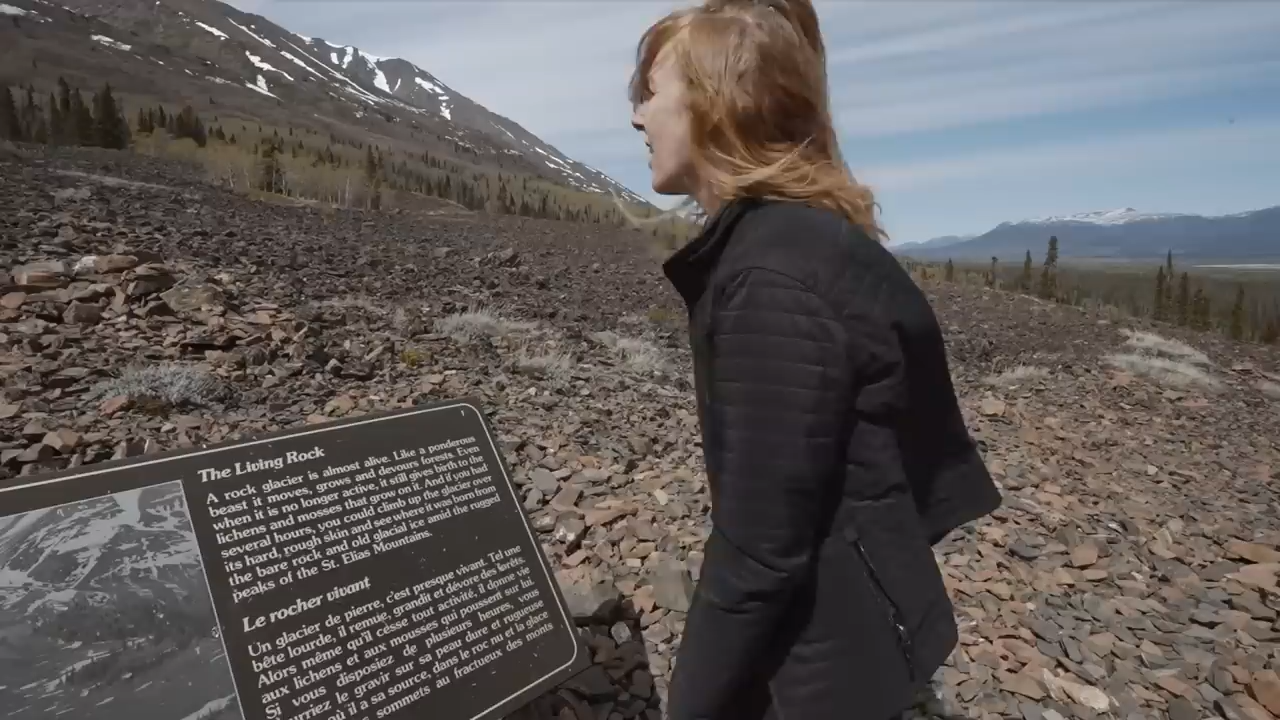 The Living Rock
A rock glacier is almost alive. Like a ponderous
beast it moves, grows and devours forests. Even
when it is no longer active, it still gives birth to the
lichens and mosses that grow on it. And if you had
several hours, you could climb up the glacier over
its hard, rough skin and see where it was born from
the bare rock and old glacial ice amid the rugged
peaks of the St. Elias Mountains.
Le rocher vivant
Un glacier de pierre, c'est presque vivant. Tel une
bête lourde, il remue, grandit et dévore des forêts.
Alors même qu'il cesse tout activité, il donne vie
aux lichens et aux mousses qui poussent sur lui.
Si vous disposiez de plusieurs heures, vous
le gravir sur sa peau dure et rugueuse
où il a sa source, dans le roc nu et la glace
sommets au fractueux des monts